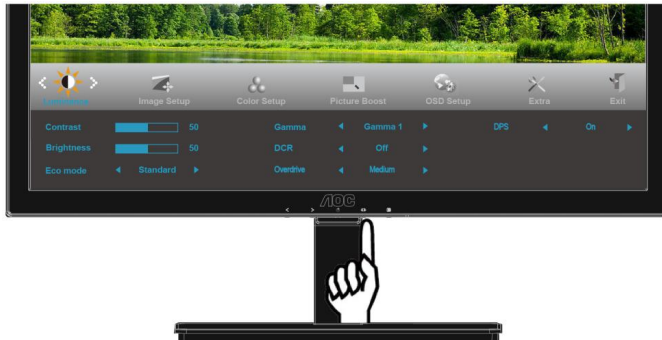 Luminance Image Setup Color Setup Picture Boost OSD Setup Extra Exit
Contrast 50 Gamma Gamma 1 DPS On
Brightness 50 DCR Off
Eco mode Standard Overdrive Medium
AOC